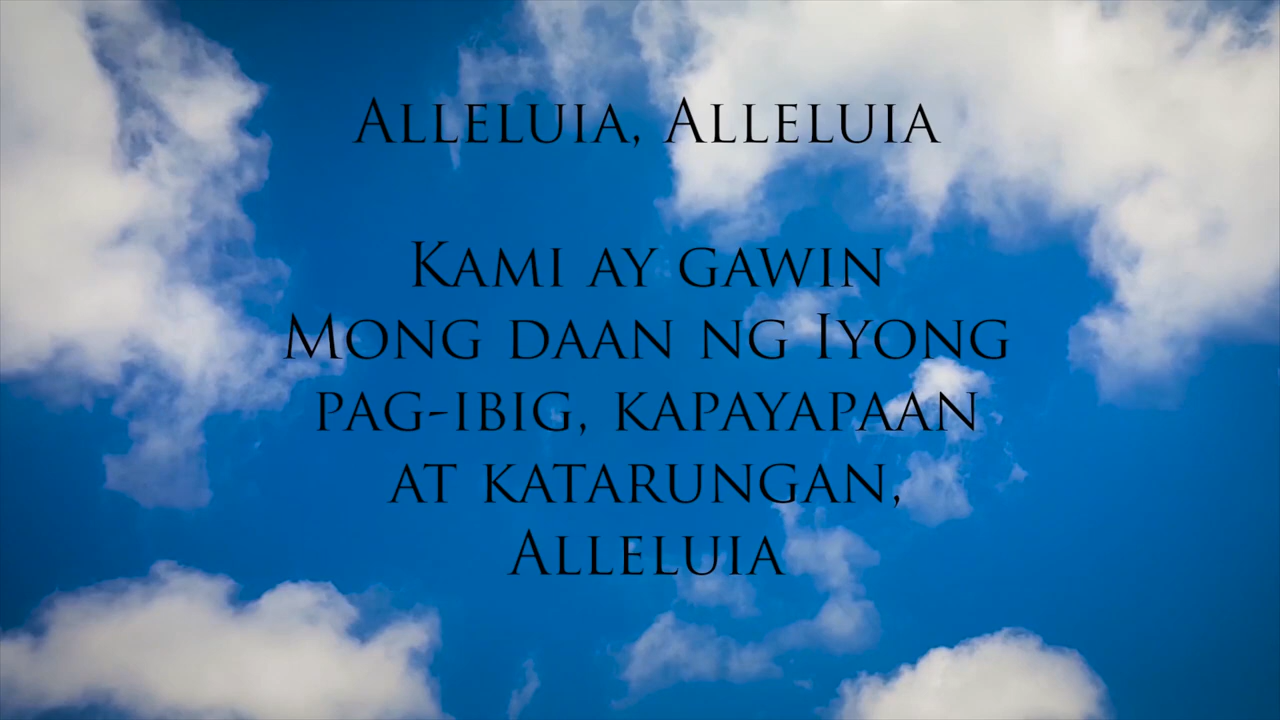 Alleluia, Alleluia
Kami ay gawin
Mong daan ng Iyong
pag-ibig, kapayapaan
at katarungan,
Alleluia